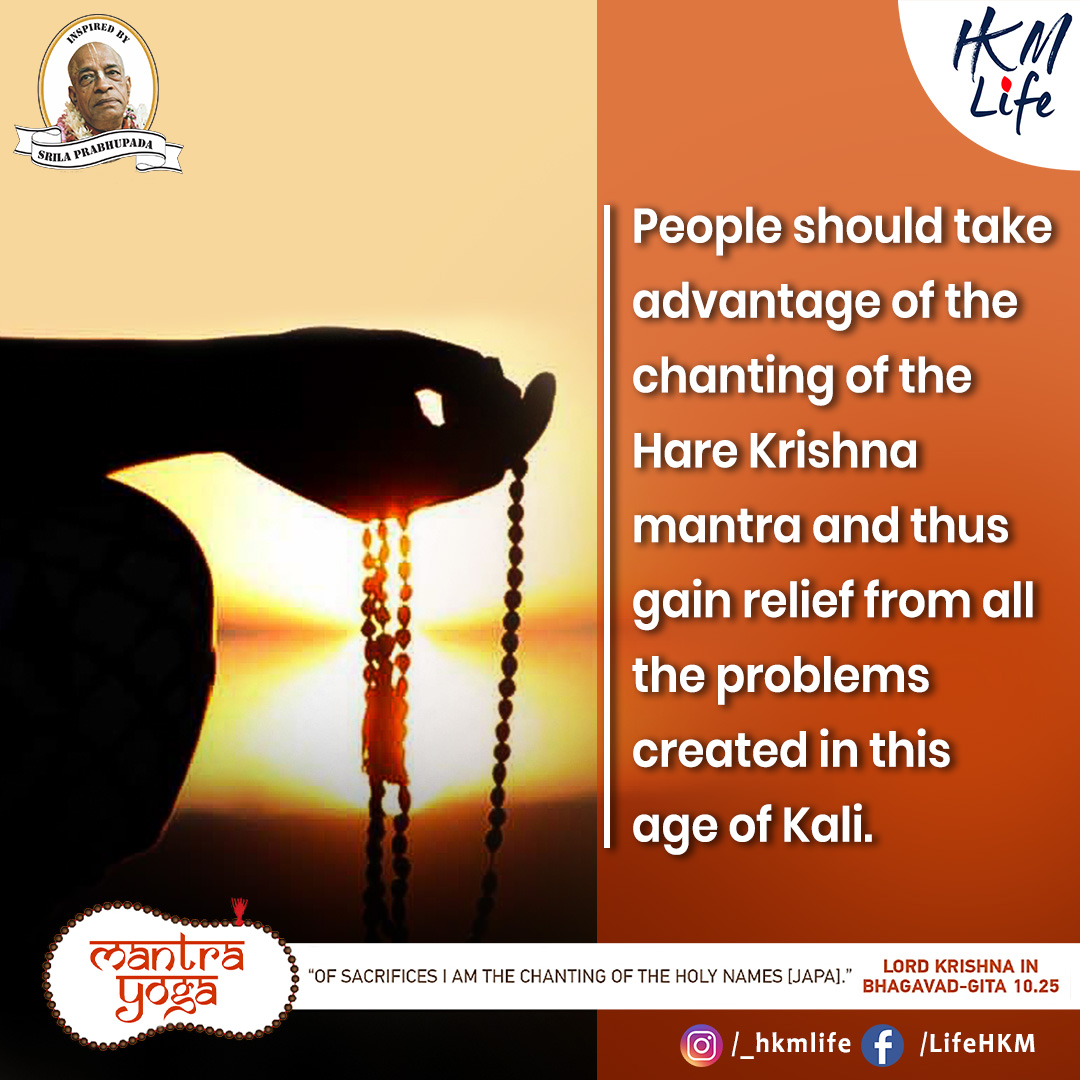 INSPIRED BY
SRILA PRABHUPADA
HKM
Life
People should take
advantage of the
chanting of the
Hare Krishna
mantra and thus
gain relief from all
the problems
created in this
age of Kali.
mantra
yoga
“OF SACRIFICES I AM THE CHANTING OF THE HOLY NAMES [JAPA].”
LORD KRISHNA IN
BHAGAVAD-GITA 10.25
/_hkmlife
/LifeHKM